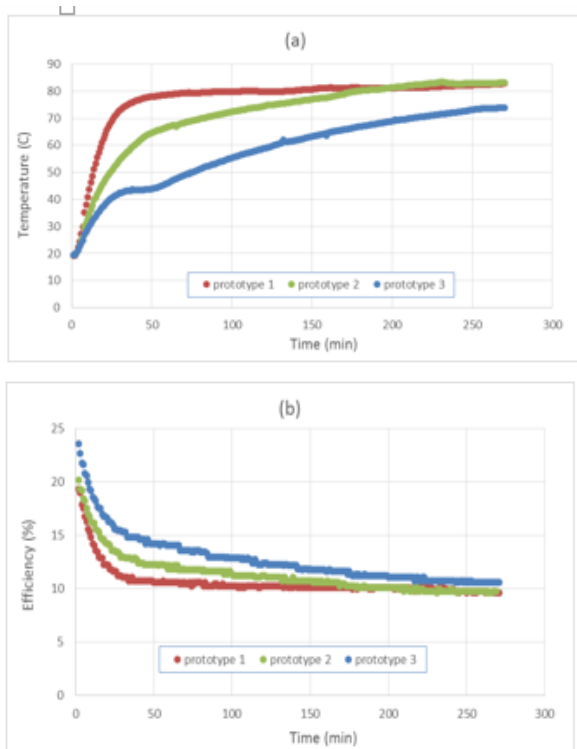 (a)
Temperature (C)
90
80
70
60
50
40
30
20
10
0
prototype 1 prototype 2 prototype 3
0 50 100 150 200 250 300
Time (min)
(b)
Efficiency (%)
25
20
15
10
5
0
prototype 1 prototype 2 prototype 3
0 50 100 150 200 250 300
Time (min)